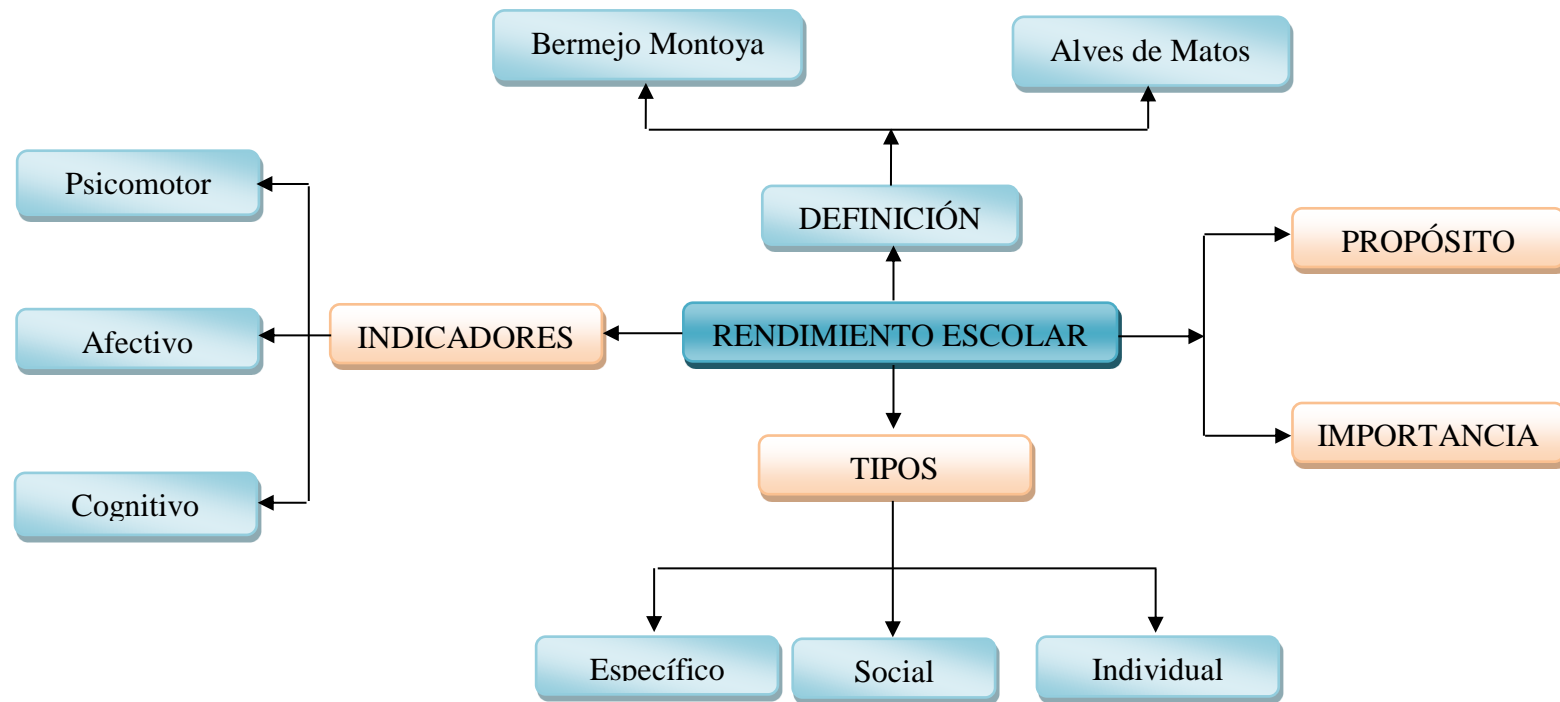 Bermejo Montoya
Alves de Matos
Psicomotor
DEFINICIÓN
PROPÓSITO
Afectivo
INDICADORES
RENDIMIENTO ESCOLAR
IMPORTANCIA
TIPOS
Cognitivo
Específico
Social
Individual